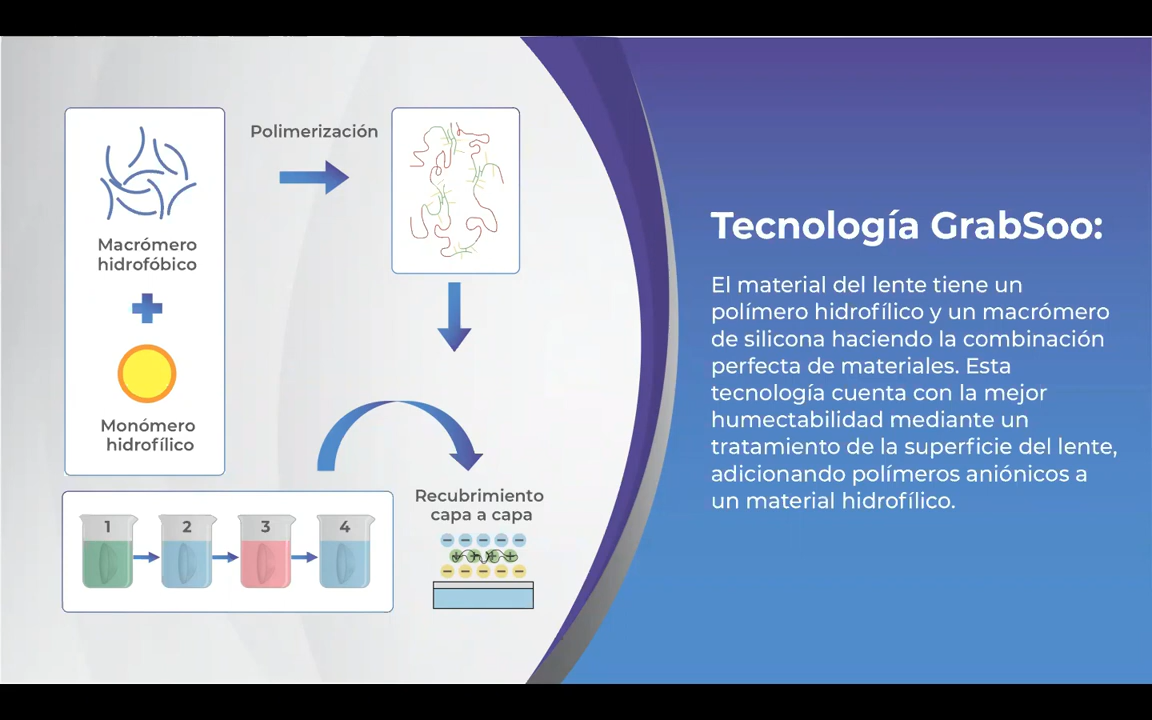 Polimerización
Macrómero
hidrofóbico
Monómero
hidrofílico
1
2
3
4
Recubrimiento
capa a capa
Tecnología GrabSoo:
El material del lente tiene un
polímero hidrofílico y un macrómero
de silicona haciendo la combinación
perfecta de materiales. Esta
tecnología cuenta con la mejor
humectabilidad mediante un
tratamiento de la superficie del lente,
adicionando polímeros aniónicos a
un material hidrofílico.